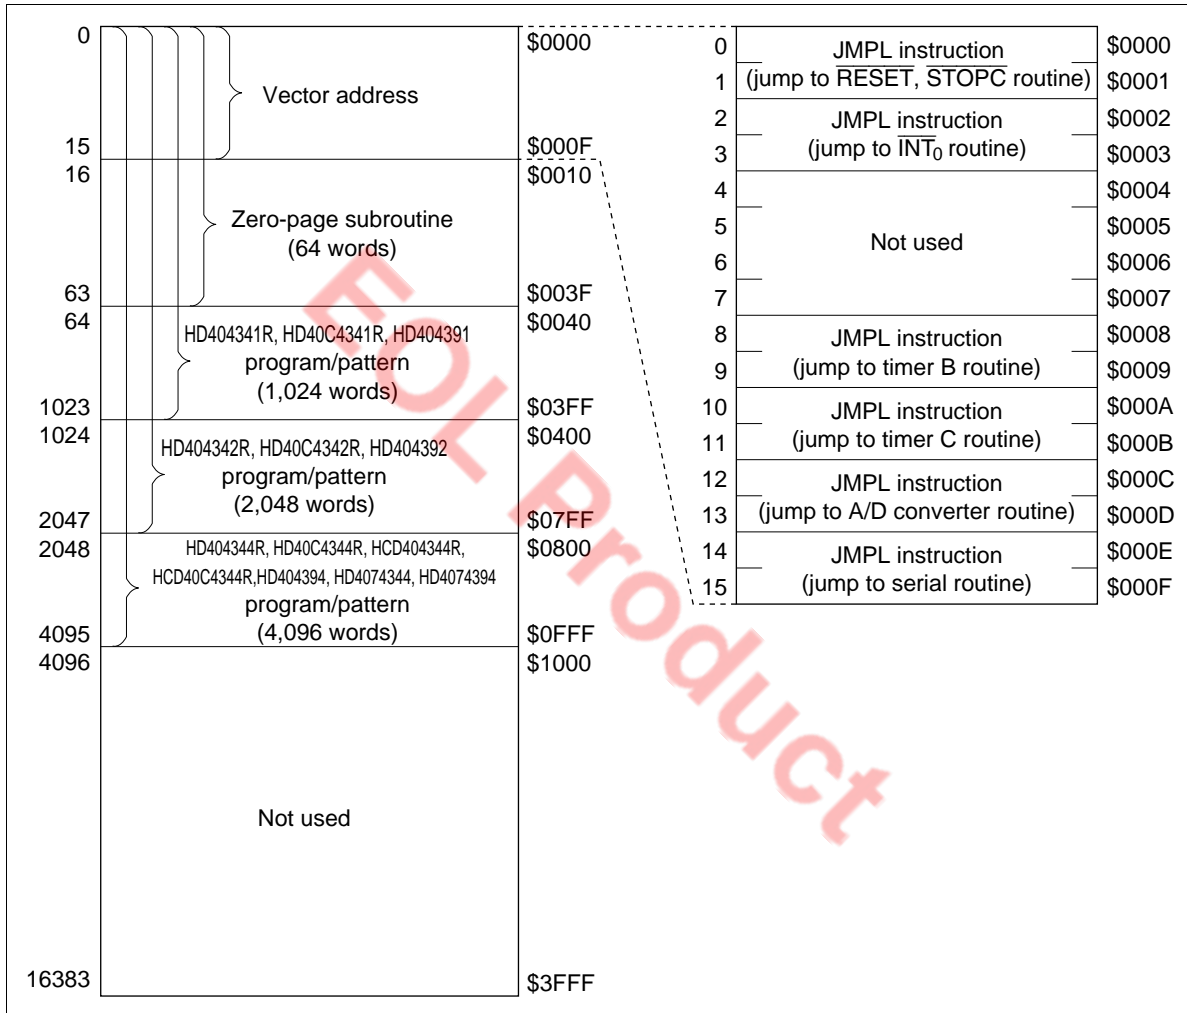 0
$0000
Vector address
15
$000F
16
$0010
Zero-page subroutine
(64 words)
63
$003F
64
$0040
HD404341R, HD40C4341R, HD404391
program/pattern
(1,024 words)
1023
$03FF
1024
$0400
HD404342R, HD40C4342R, HD404392
program/pattern
(2,048 words)
2047
$07FF
2048
$0800
HD404344R, HD40C4344R, HCD404344R,
HCD40C4344R,HD404394, HD4074344, HD4074394
program/pattern
(4,096 words)
4095
$0FFF
4096
$1000
Not used
16383
$3FFF
0
JMPL instruction
$0000
1
(jump to RESET, STOPC routine)
$0001
2
JMPL instruction
$0002
3
(jump to INT0 routine)
$0003
4
$0004
5
$0005
Not used
6
$0006
7
$0007
8
JMPL instruction
$0008
9
(jump to timer B routine)
$0009
10
JMPL instruction
$000A
11
(jump to timer C routine)
$000B
12
JMPL instruction
$000C
13
(jump to A/D converter routine)
$000D
14
JMPL instruction
$000E
15
(jump to serial routine)
$000F
EOL Product